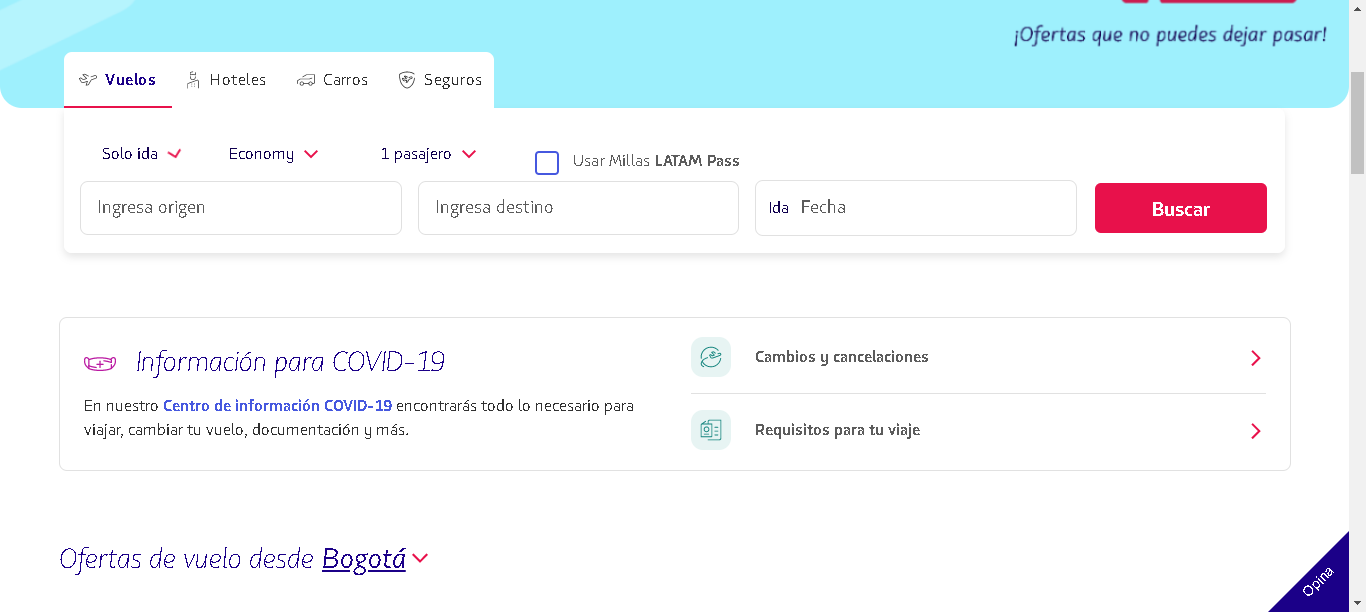 ¡Ofertas que no puedes dejar pasar!
Vuelos Hoteles Carros Seguros
Solo ida Economy 1 pasajero Usar Millas LATAM Pass
Ingresa origen Ingresa destino Ida Fecha Buscar
Información para COVID-19
En nuestro Centro de información COVID-19 encontrarás todo lo necesario para
viajar, cambiar tu vuelo, documentación y más.
Cambios y cancelaciones
Requisitos para tu viaje
Ofertas de vuelo desde Bogotá
Opina